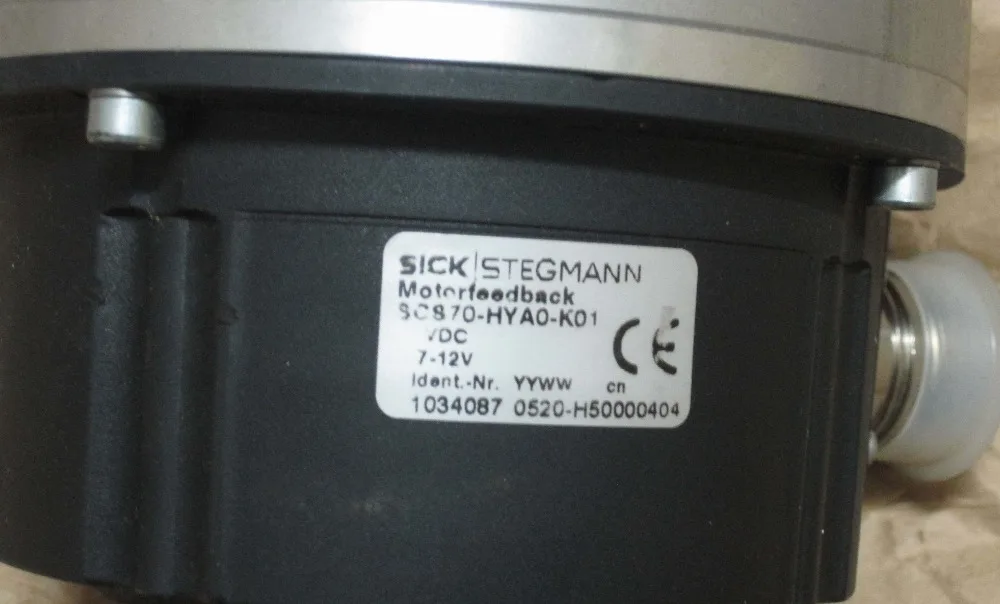 SICK STEGMANN
Motorfeedback
SCS70-HYA0-K01
VDC
7-12V
Ident.-Nr. YYWW cn
1034087 0520-H50000404
CE